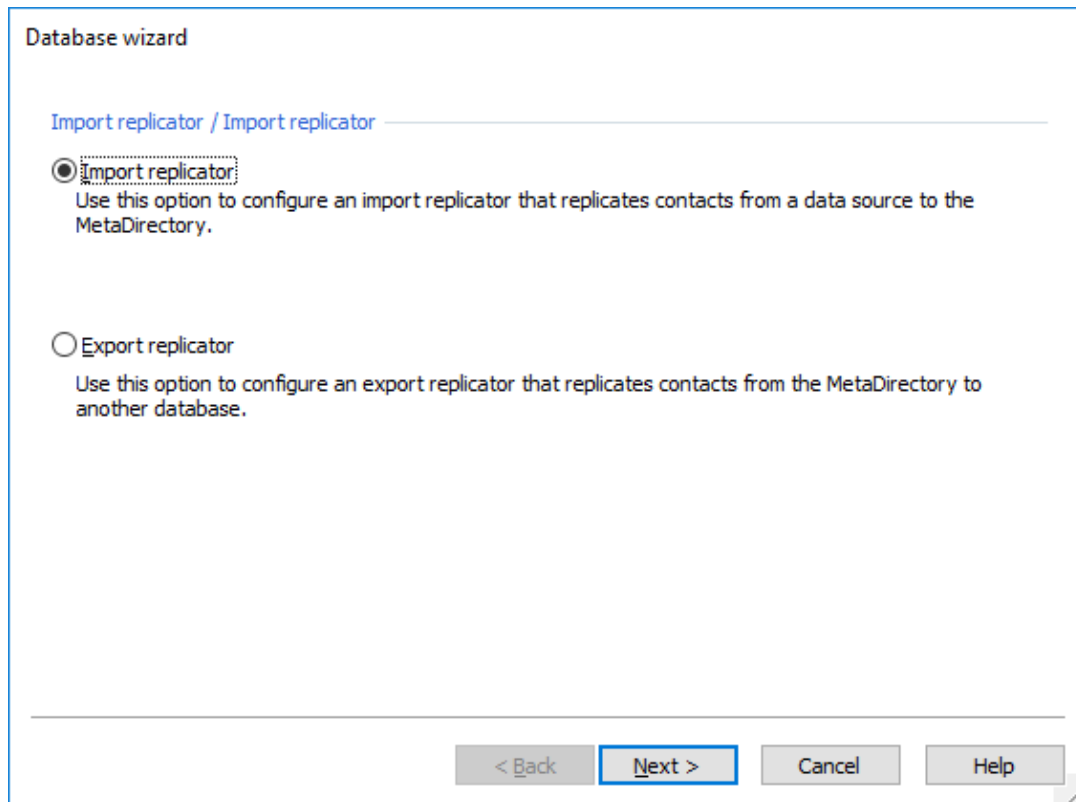 Database wizard
Import replicator / Import replicator
Import replicator
Use this option to configure an import replicator that replicates contacts from a data source to the
MetaDirectory.
Export replicator
Use this option to configure an export replicator that replicates contacts from the MetaDirectory to
another database.
< Back Next > Cancel Help